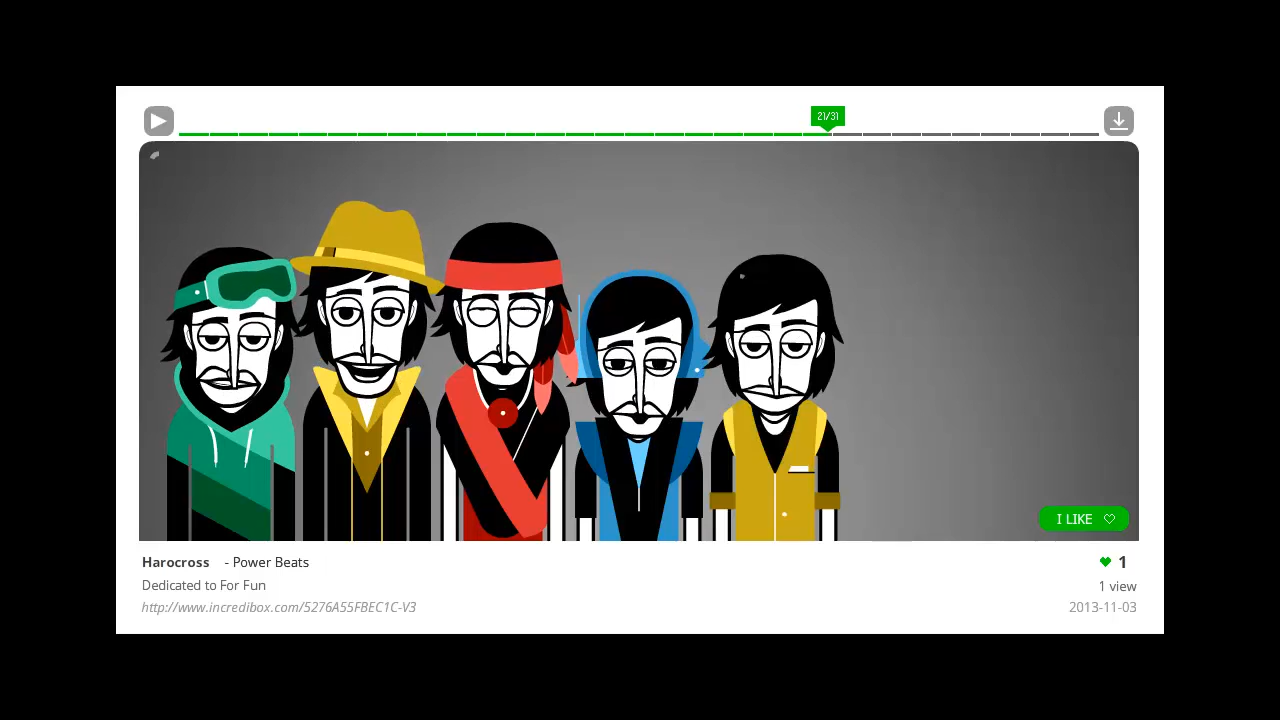 21/31
I LIKE
Harocross - Power Beats
1
Dedicated to For Fun
1 view
http://www.incredibox.com/5276A55FBEC1C-V3
2013-11-03